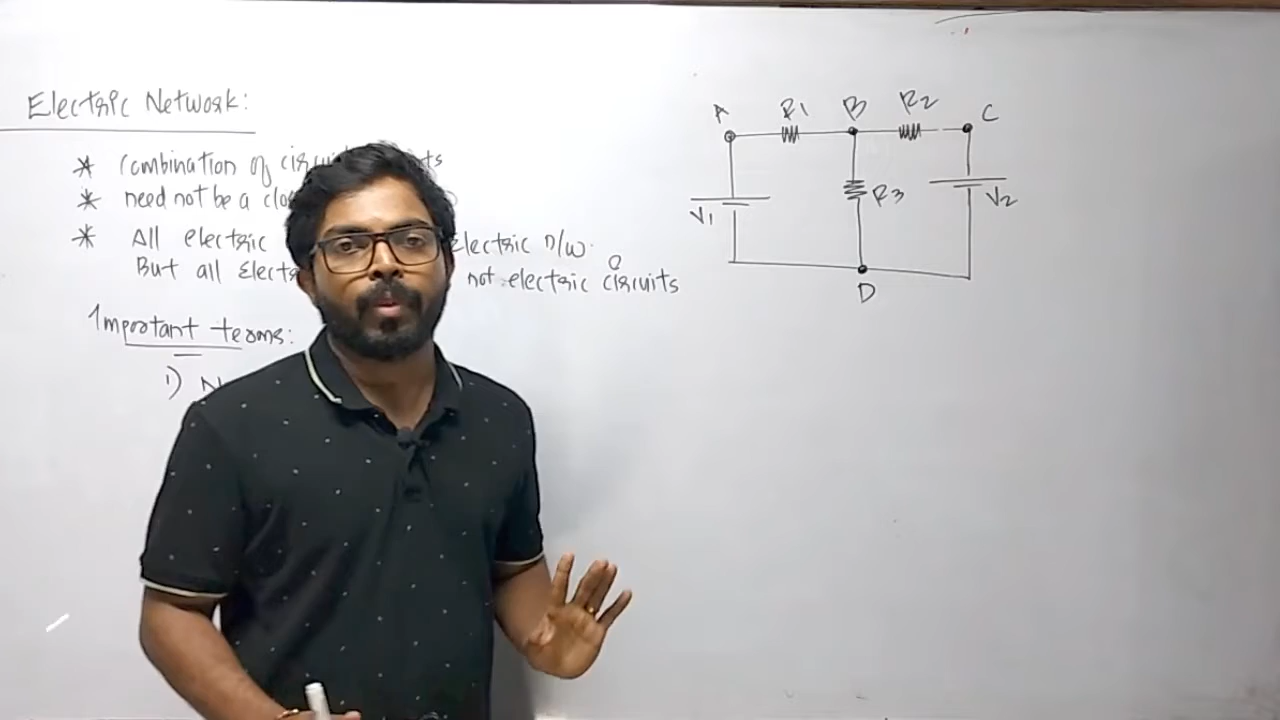 Electric Network:
* Combination of
* need not be a
* All electric electric n/w.
But all not electric circuits
Important terms:
i)
A R1 B R2 C
V1 R3 V2
D